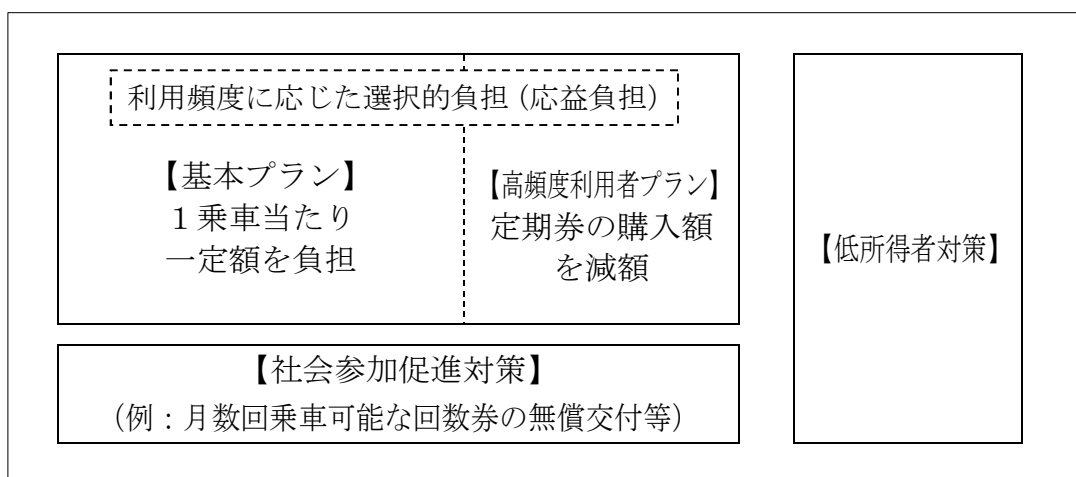 利用頻度に応じた選択的負担（応益負担）
【基本プラン】
１乗車当たり
一定額を負担
【高頻度利用者プラン】
定期券の購入額
を減額
【低所得者対策】
【社会参加促進対策】
（例：月数回乗車可能な回数券の無償交付等）